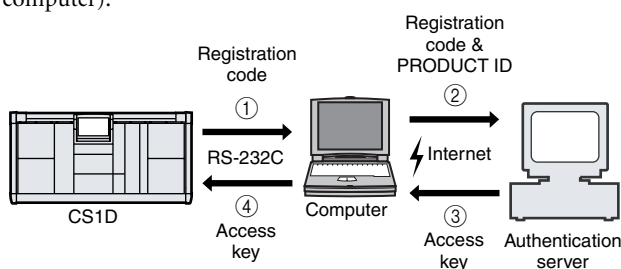 computer).
Registration
code
①
RS-232C
④
Access
key
CS1D
Computer
Registration
code &
PRODUCT ID
②
Internet
③
Access
key
Authentication
server